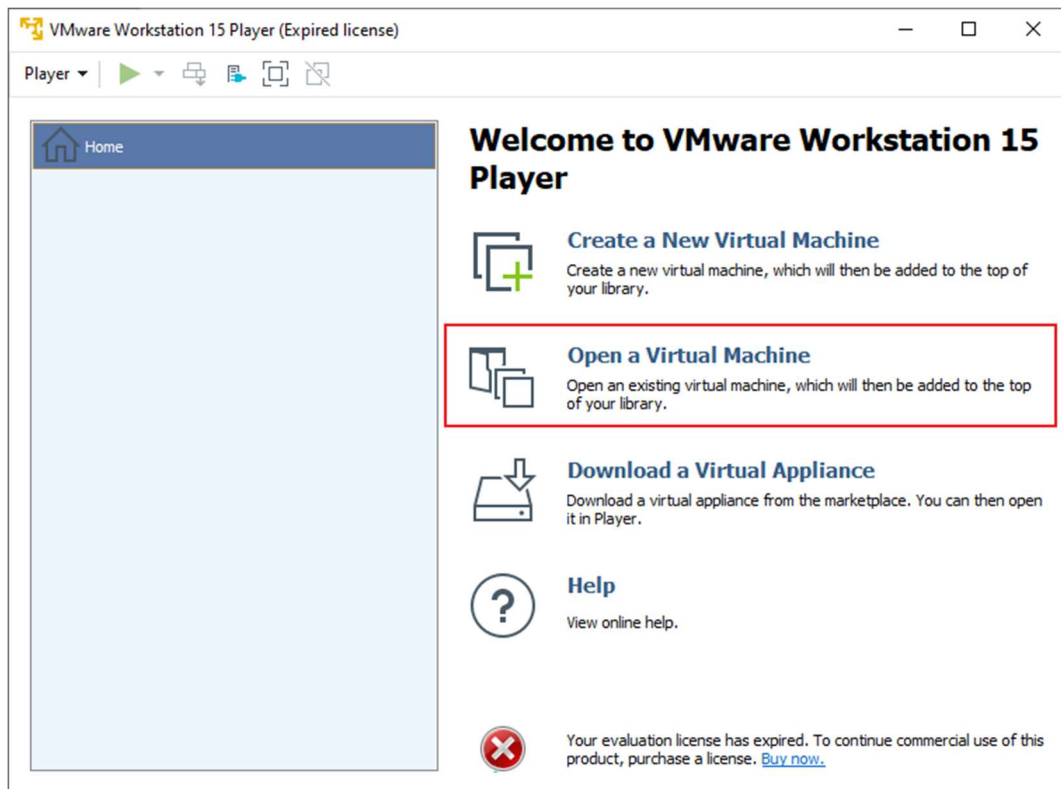 VMware Workstation 15 Player (Expired license)
Player
Home
Welcome to VMware Workstation 15
Player
Create a New Virtual Machine
Create a new virtual machine, which will then be added to the top of
your library.
Open a Virtual Machine
Open an existing virtual machine, which will then be added to the top
of your library.
Download a Virtual Appliance
Download a virtual appliance from the marketplace. You can then open
it in Player.
?
Help
View online help.
Your evaluation license has expired. To continue commercial use of this
product, purchase a license. Buy now.